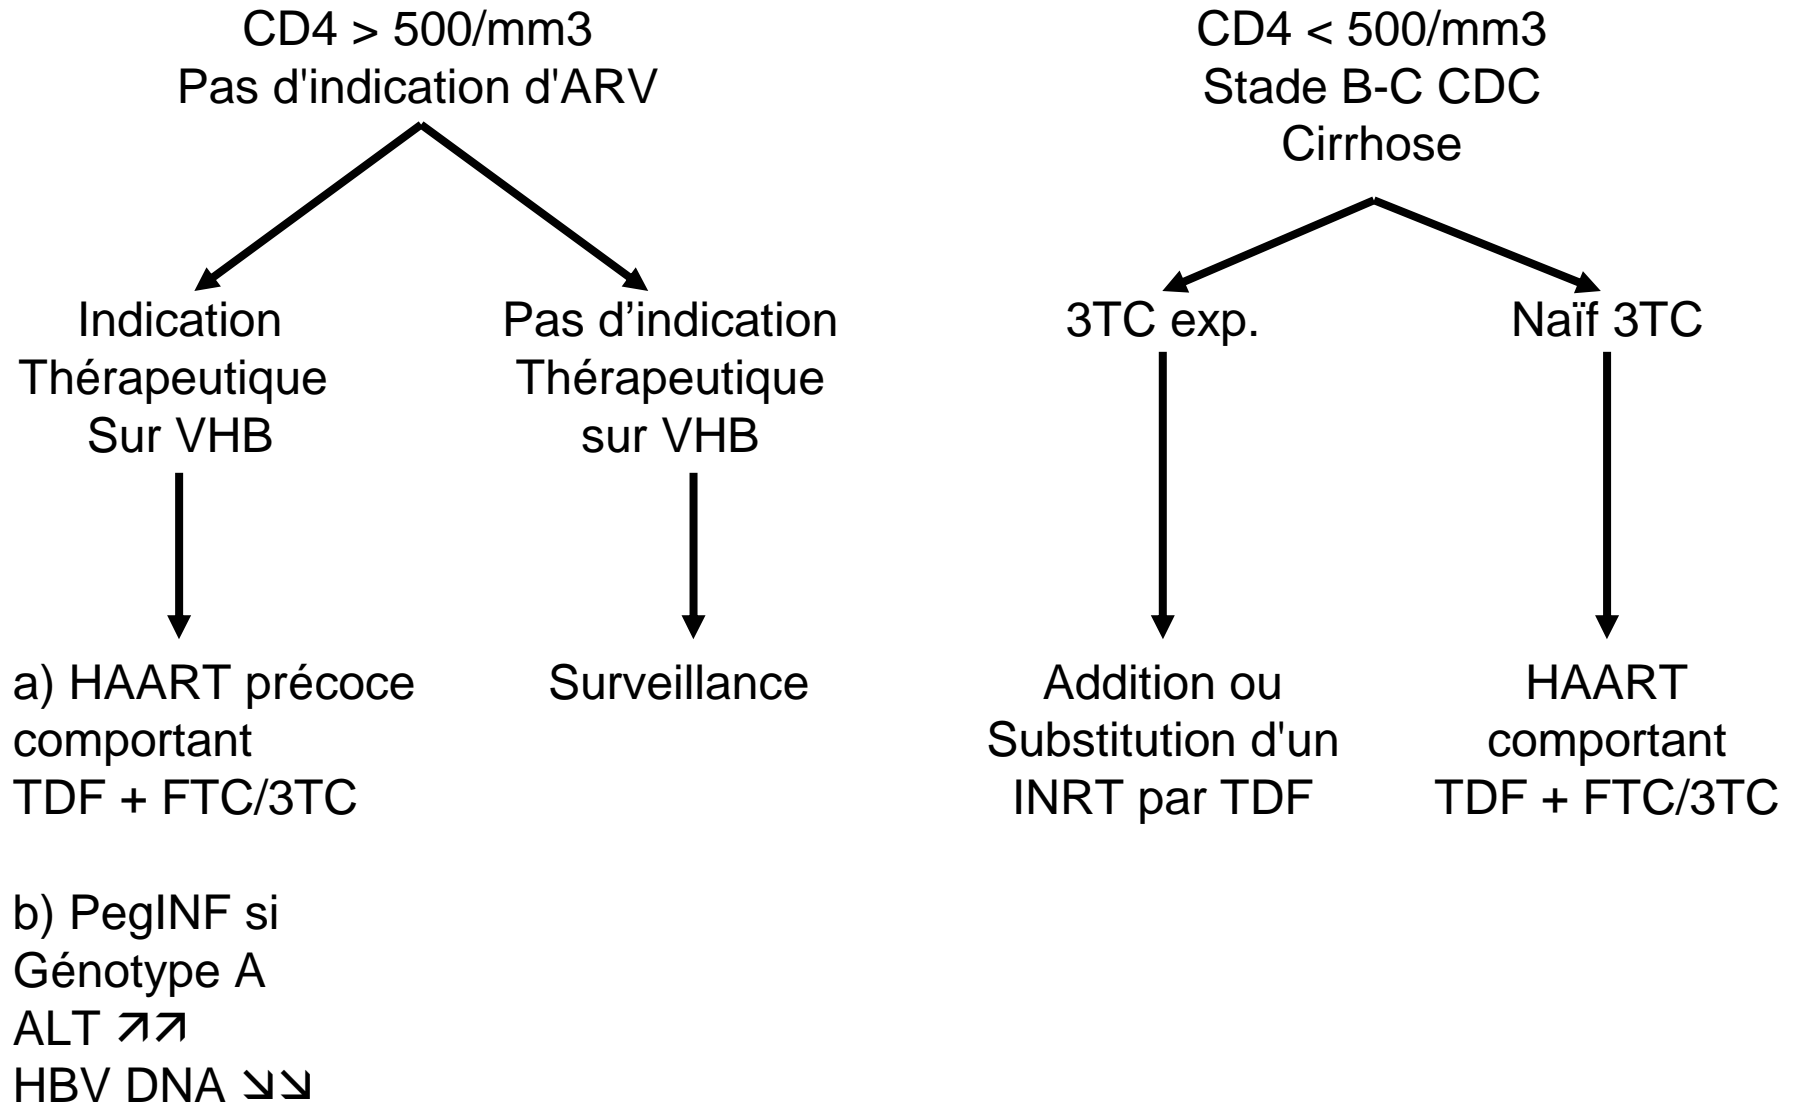 CD4 > 500/mm3
Pas d'indication d'ARV
Indication
Thérapeutique
Sur VHB
Pas d’indication
Thérapeutique
sur VHB
a) HAART précoce
comportant
TDF + FTC/3TC
b) PegINF si
Génotype A
ALT ↗↗
HBV DNA ↘↘
Surveillance
CD4 < 500/mm3
Stade B-C CDC
Cirrhose
3TC exp.
Naïf 3TC
Addition ou
Substitution d'un
INRT par TDF
HAART
comportant
TDF + FTC/3TC